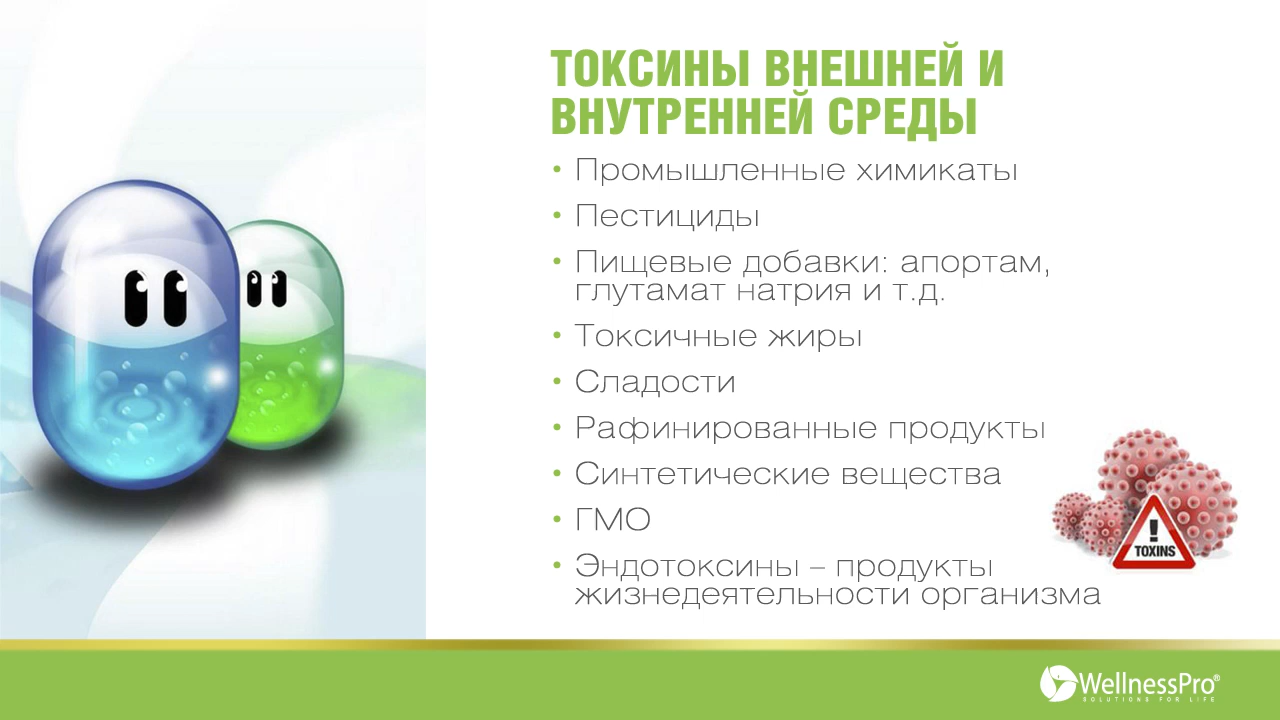 ТОКСИНЫ ВНЕШНЕЙ И
ВНУТРЕННЕЙ СРЕДЫ
• Промышленные химикаты
• Пестициды
• Пищевые добавки: апортам,
глутамат натрия и т.д.
• Токсичные жиры
• Сладости
• Рафинированные продукты
• Синтетические вещества
• ГМО
• Эндотоксины – продукты
жизнедеятельности организма
!
TOXINS
WellnessPro®
SOLUTIONS FOR LIFE